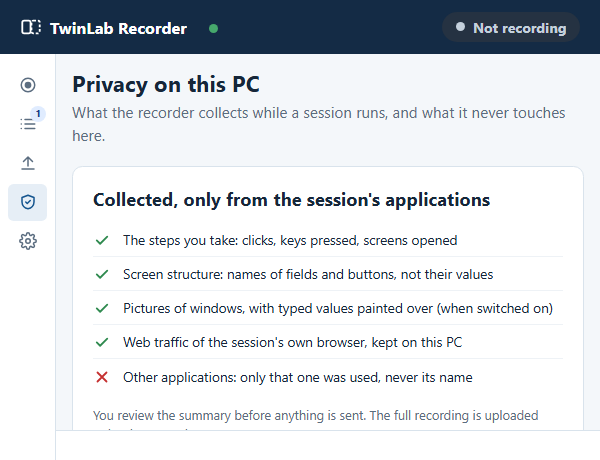 TwinLab Recorder
Not recording
1
Privacy on this PC
What the recorder collects while a session runs, and what it never touches
here.
Collected, only from the session's applications
The steps you take: clicks, keys pressed, screens opened
Screen structure: names of fields and buttons, not their values
Pictures of windows, with typed values painted over (when switched on)
Web traffic of the session's own browser, kept on this PC
Other applications: only that one was used, never its name
You review the summary before anything is sent. The full recording is uploaded